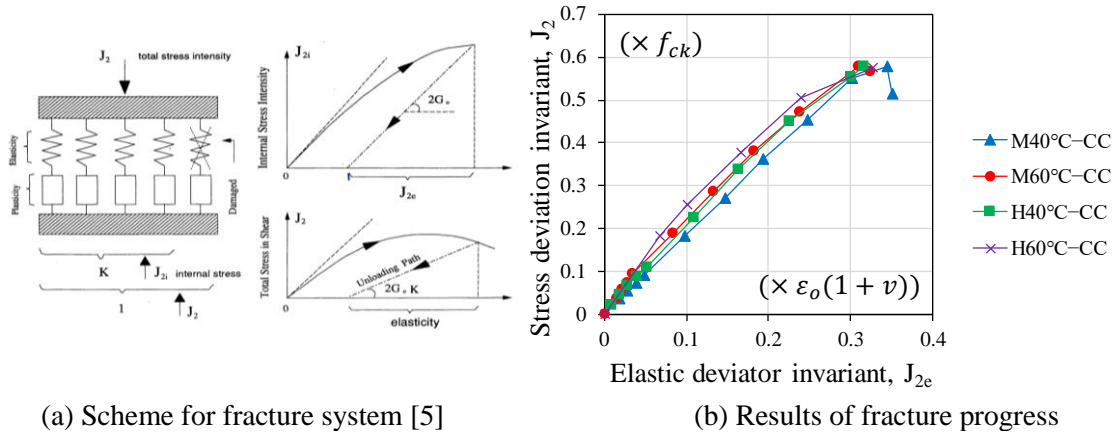 J₂
total stress intensity
Elasticity
Plasticity
Damaged
K
J₂ᵢ internal stress
1
J₂
J₂ᵢ
Internal Stress Intensity
2Gₒ
0
J₂ₑ
J₂
Total Stress in Shear
Unloading Path
2GₒK
0
elasticity
(a) Scheme for fracture system [5]
0.7
0.6
0.5
0.4
0.3
0.2
0.1
0
Stress deviation invariant, J₂
(× f_ck)
(× ε_o(1 + v))
0 0.1 0.2 0.3 0.4
Elastic deviator invariant, J₂ₑ
M40℃−CC
M60℃−CC
H40℃−CC
H60℃−CC
(b) Results of fracture progress